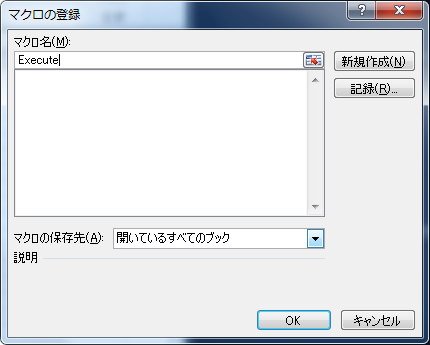 マクロの登録
マクロ名(M):
Execute
新規作成(N)
記録(R)...
マクロの保存先(A):
開いているすべてのブック
説明
OK
キャンセル